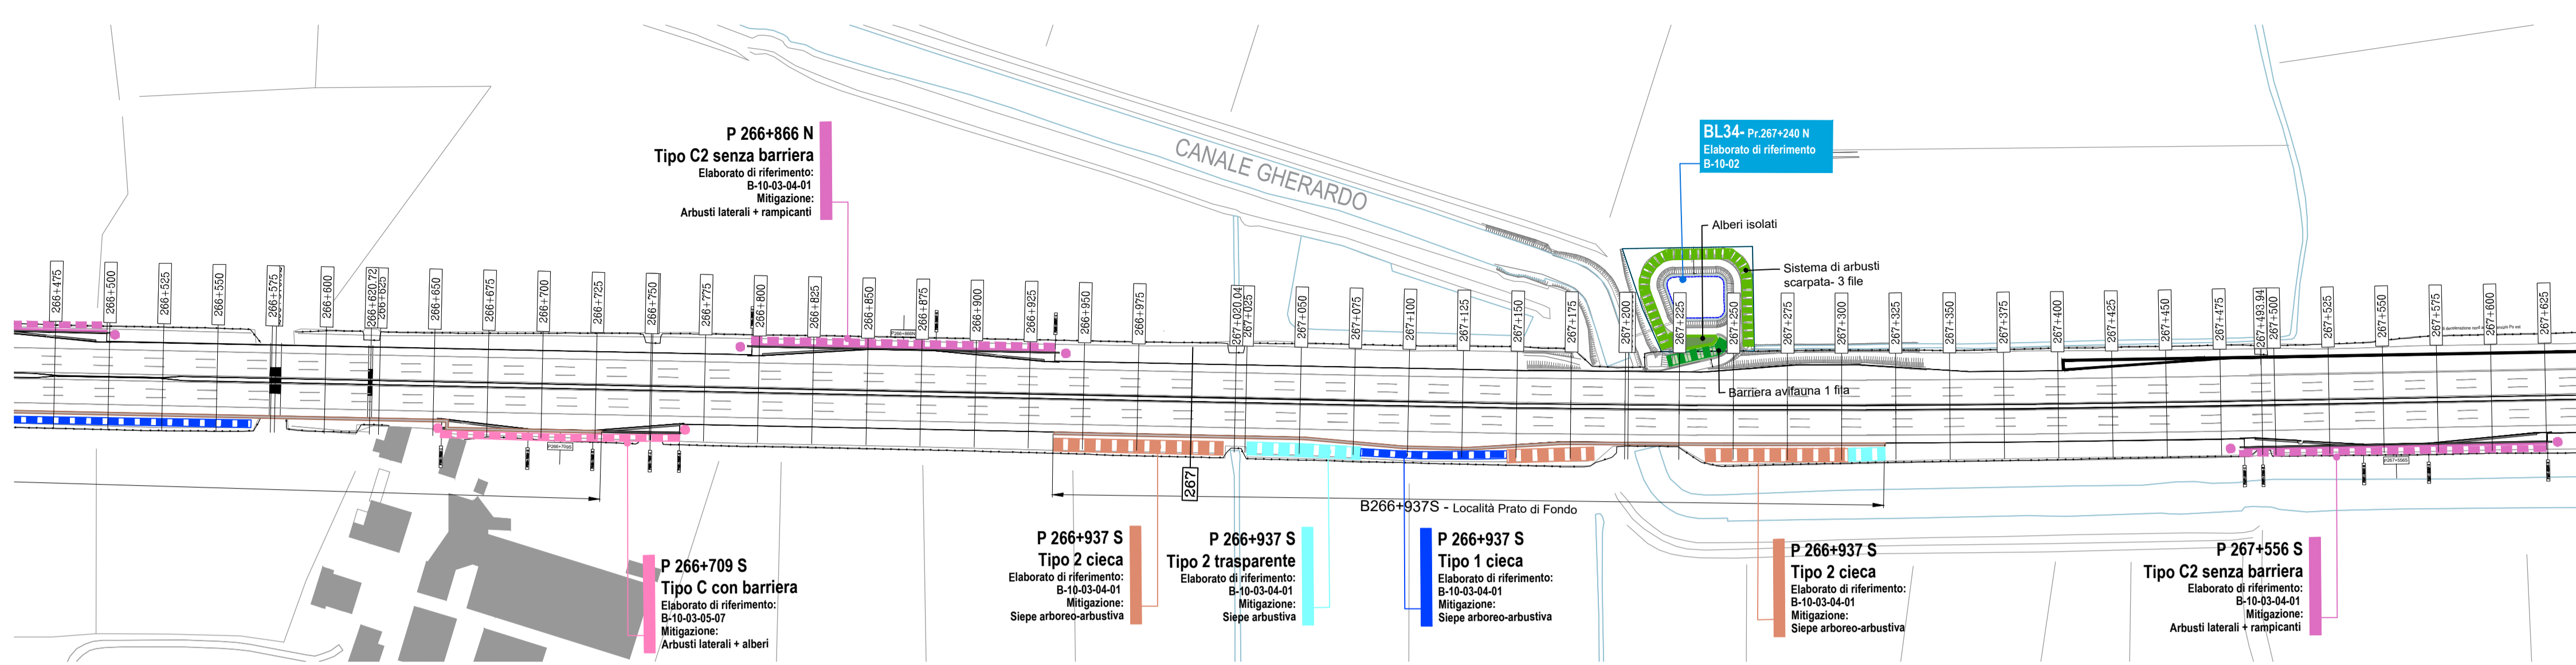 P 266+866 N
Tipo C2 senza barriera
Elaborato di riferimento:
B-10-03-04-01
Mitigazione:
Arbusti laterali + rampicanti
CANALE GHERARDO
BL34- Pr.267+240 N
Elaborato di riferimento
B-10-02
Alberi isolati
Sistema di arbusti
scarpata- 3 file
Barriera avifauna 1 fila
266+475
266+500
266+525
266+550
266+575
266+600
266+620.72
266+625
266+650
266+675
266+700
266+725
266+750
266+775
266+800
266+825
266+850
266+875
266+900
266+925
266+950
266+975
267+020.04
267+025
267+050
267+075
267+100
267+125
267+150
267+175
267+200
267+225
267+250
267+275
267+300
267+325
267+350
267+375
267+400
267+425
267+450
267+475
267+493.94
267+500
267+525
267+550
267+575
267+600
267+625
P266+866N
P266+709S
P267+556S
267
B266+937S - Località Prato di Fondo
P 266+709 S
Tipo C con barriera
Elaborato di riferimento:
B-10-03-05-07
Mitigazione:
Arbusti laterali + alberi
P 266+937 S
Tipo 2 cieca
Elaborato di riferimento:
B-10-03-04-01
Mitigazione:
Siepe arboreo-arbustiva
P 266+937 S
Tipo 2 trasparente
Elaborato di riferimento:
B-10-03-04-01
Mitigazione:
Siepe arbustiva
P 266+937 S
Tipo 1 cieca
Elaborato di riferimento:
B-10-03-04-01
Mitigazione:
Siepe arboreo-arbustiva
P 266+937 S
Tipo 2 cieca
Elaborato di riferimento:
B-10-03-04-01
Mitigazione:
Siepe arboreo-arbustiva
P 267+556 S
Tipo C2 senza barriera
Elaborato di riferimento:
B-10-03-04-01
Mitigazione:
Arbusti laterali + rampicanti